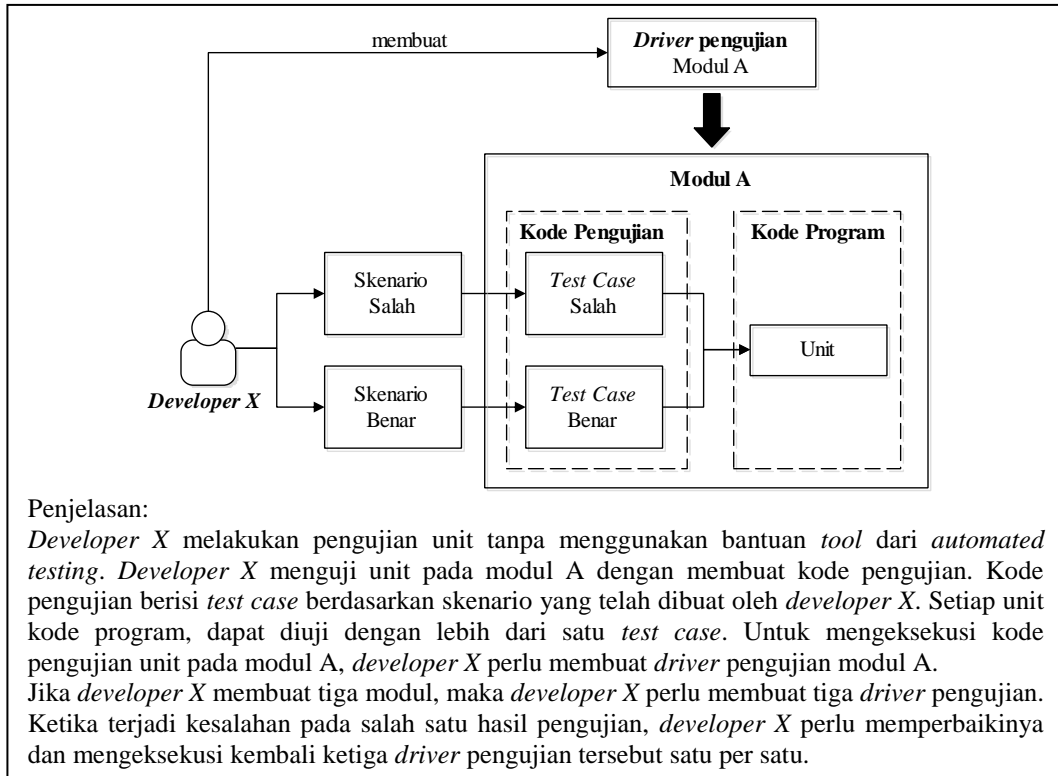 membuat
Driver pengujian
Modul A
Modul A
Kode Pengujian
Kode Program
Skenario
Salah
Test Case
Salah
Unit
Skenario
Benar
Test Case
Benar
Developer X
Penjelasan:
Developer X melakukan pengujian unit tanpa menggunakan bantuan tool dari automated
testing. Developer X menguji unit pada modul A dengan membuat kode pengujian. Kode
pengujian berisi test case berdasarkan skenario yang telah dibuat oleh developer X. Setiap unit
kode program, dapat diuji dengan lebih dari satu test case. Untuk mengeksekusi kode
pengujian unit pada modul A, developer X perlu membuat driver pengujian modul A.
Jika developer X membuat tiga modul, maka developer X perlu membuat tiga driver pengujian.
Ketika terjadi kesalahan pada salah satu hasil pengujian, developer X perlu memperbaikinya
dan mengeksekusi kembali ketiga driver pengujian tersebut satu per satu.